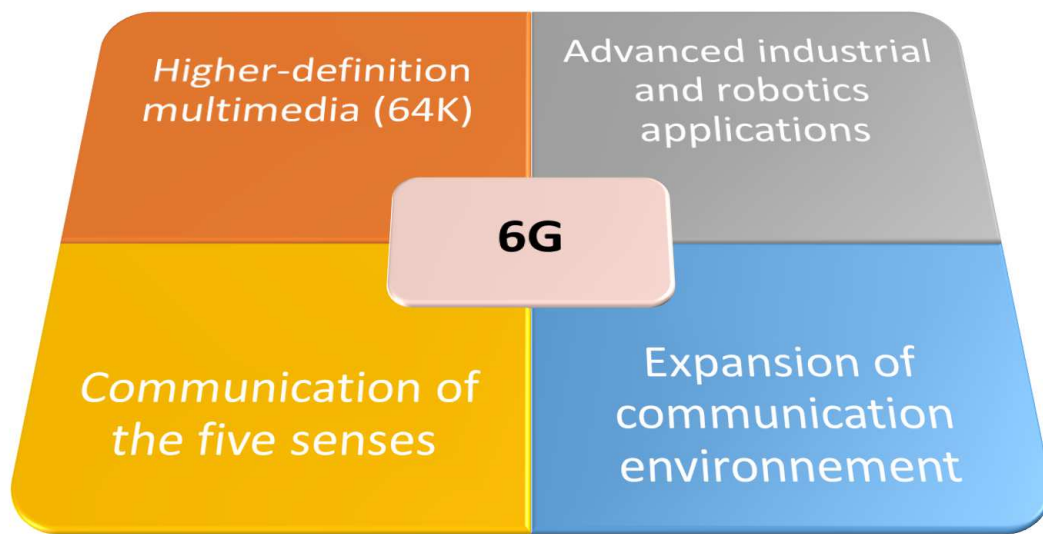 Higher-definition
multimedia (64K)
Advanced industrial
and robotics
applications
6G
Communication of
the five senses
Expansion of
communication
environnement